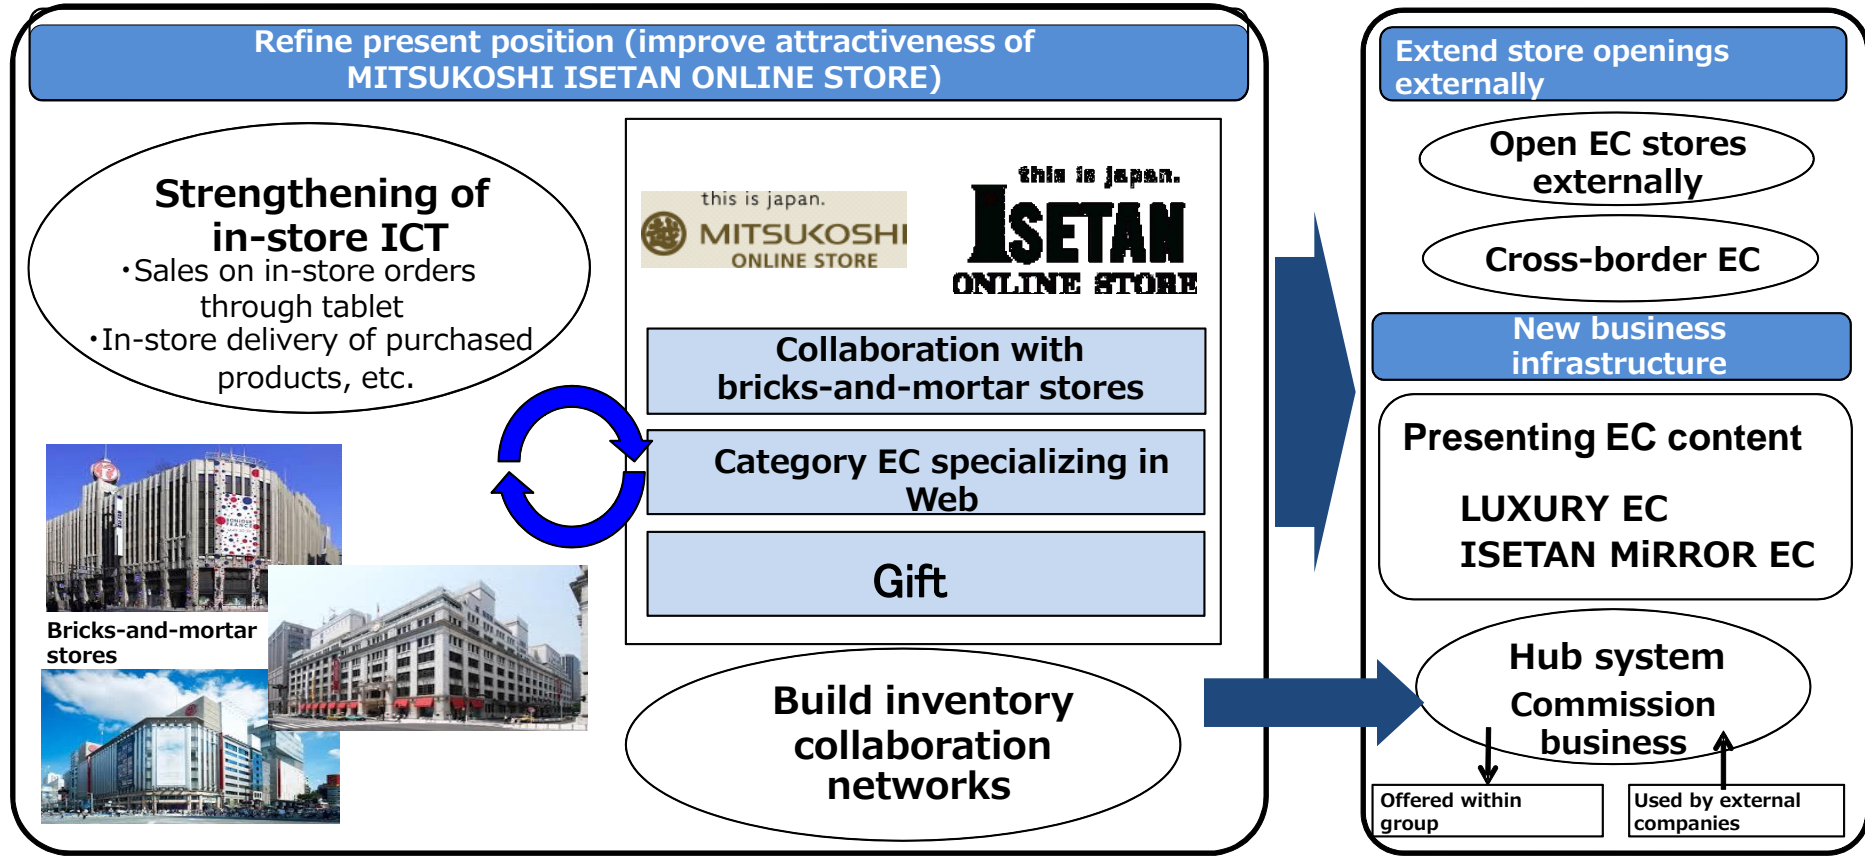 Refine present position (improve attractiveness of
MITSUKOSHI ISETAN ONLINE STORE)
Strengthening of
in-store ICT
・Sales on in-store orders
through tablet
・In-store delivery of purchased
products, etc.
Bricks-and-mortar
stores
this is japan.
MITSUKOSHI
ONLINE STORE
this is japan.
ISETAN
ONLINE STORE
Collaboration with
bricks-and-mortar stores
Category EC specializing in
Web
Gift
Build inventory
collaboration
networks
Extend store openings
externally
Open EC stores
externally
Cross-border EC
New business
infrastructure
Presenting EC content
LUXURY EC
ISETAN MiRROR EC
Hub system
Commission
business
Offered within
group
Used by external
companies